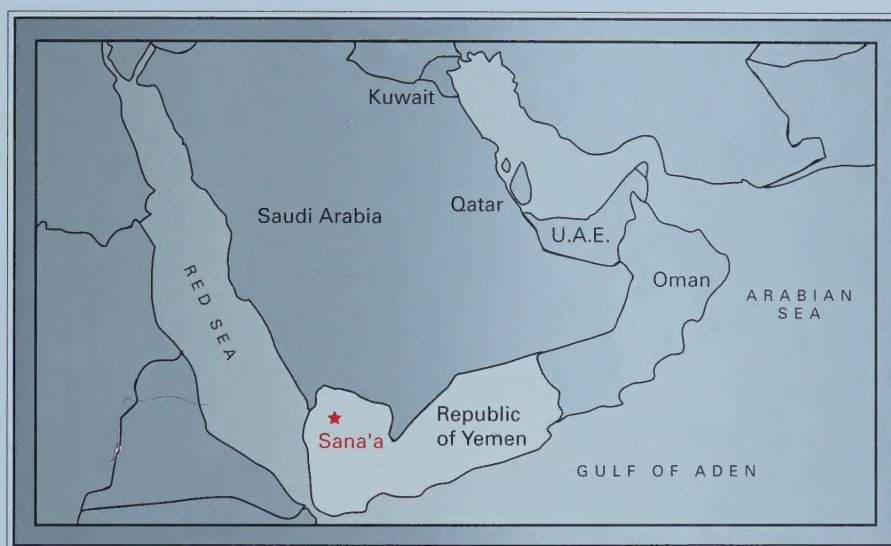 Kuwait
Saudi Arabia
Qatar
U.A.E.
Oman
RED SEA
ARABIAN
SEA
Republic
of Yemen
Sana'a
GULF OF ADEN